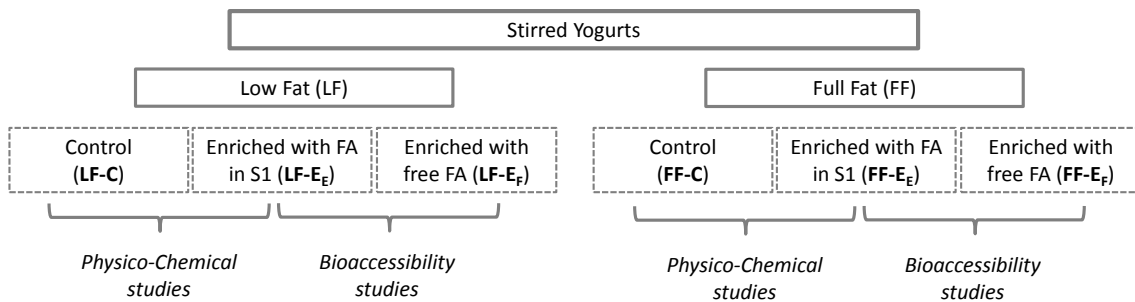 Stirred Yogurts
Low Fat (LF)
Full Fat (FF)
Control
(LF-C)
Enriched with FA
in S1 (LF-EE)
Enriched with
free FA (LF-EF)
Control
(FF-C)
Enriched with FA
in S1 (FF-EE)
Enriched with
free FA (FF-EF)
Physico-Chemical
studies
Bioaccessibility
studies
Physico-Chemical
studies
Bioaccessibility
studies